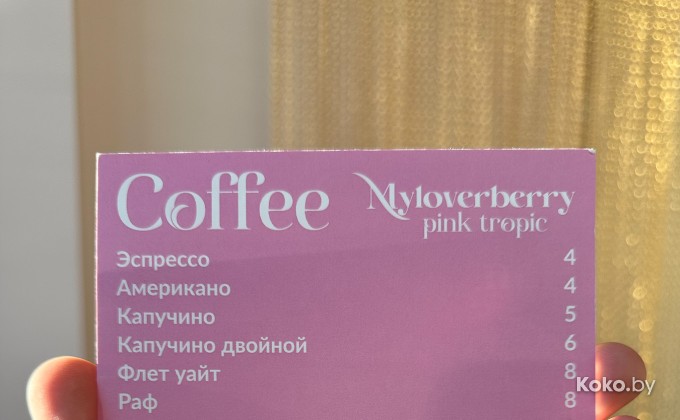 Coffee
Myloverberry
pink tropic
Эспрессо 4
Американо 4
Капучино 5
Капучино двойной 6
Флет уайт 8
Раф 8
Koko.by